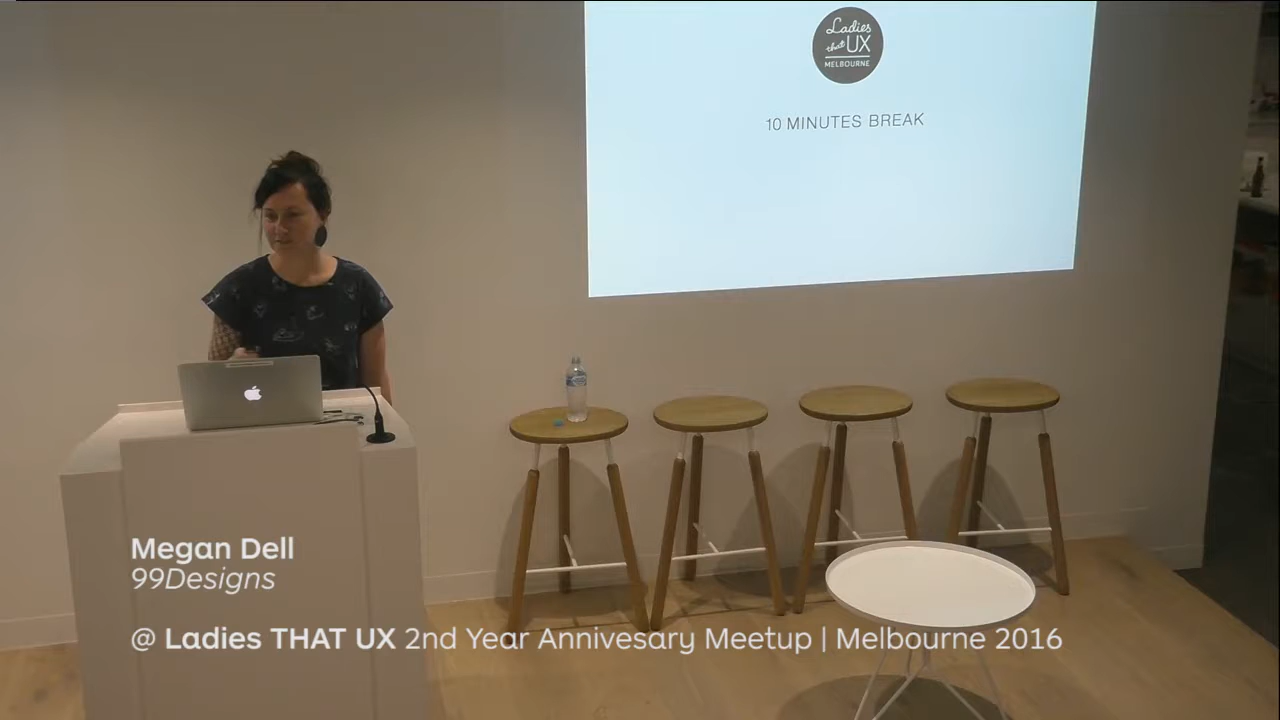 Ladies
that UX
MELBOURNE
10 MINUTES BREAK
Megan Dell
99Designs
@ Ladies THAT UX 2nd Year Annivesary Meetup | Melbourne 2016